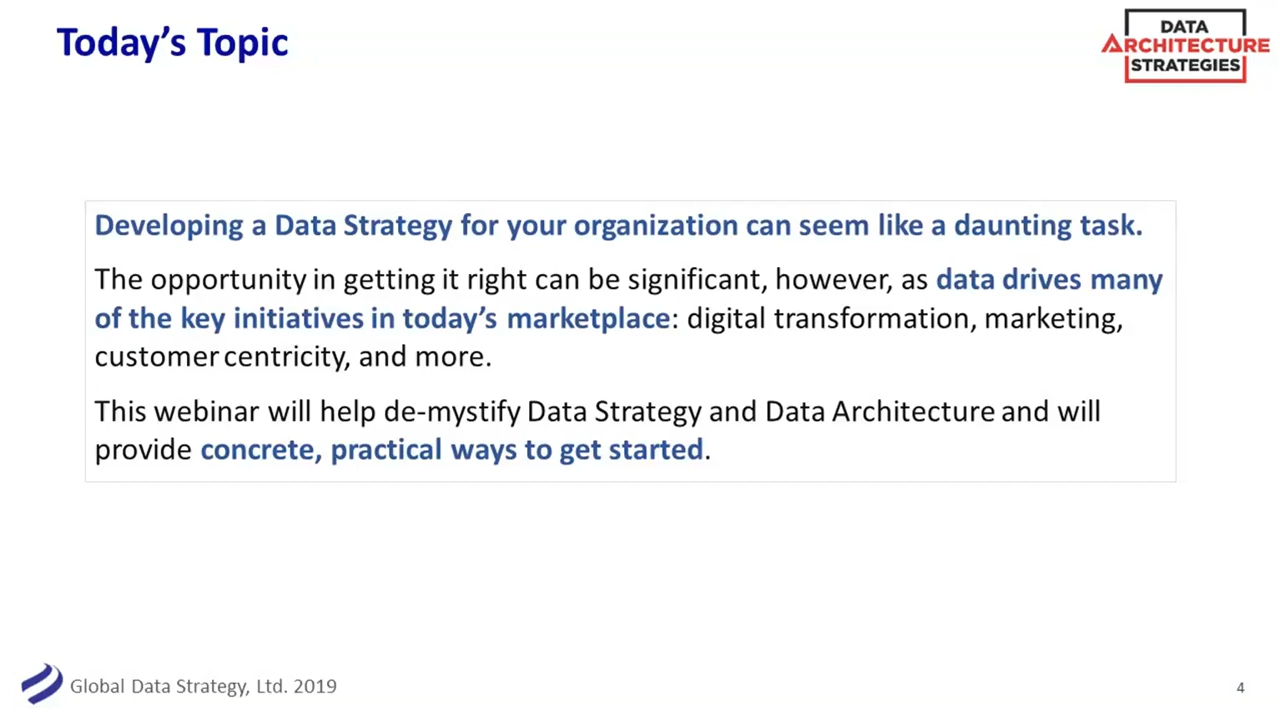 Today's Topic
DATA
ARCHITECTURE
STRATEGIES
Developing a Data Strategy for your organization can seem like a daunting task.
The opportunity in getting it right can be significant, however, as data drives many
of the key initiatives in today's marketplace: digital transformation, marketing,
customer centricity, and more.
This webinar will help de-mystify Data Strategy and Data Architecture and will
provide concrete, practical ways to get started.
Global Data Strategy, Ltd. 2019
4